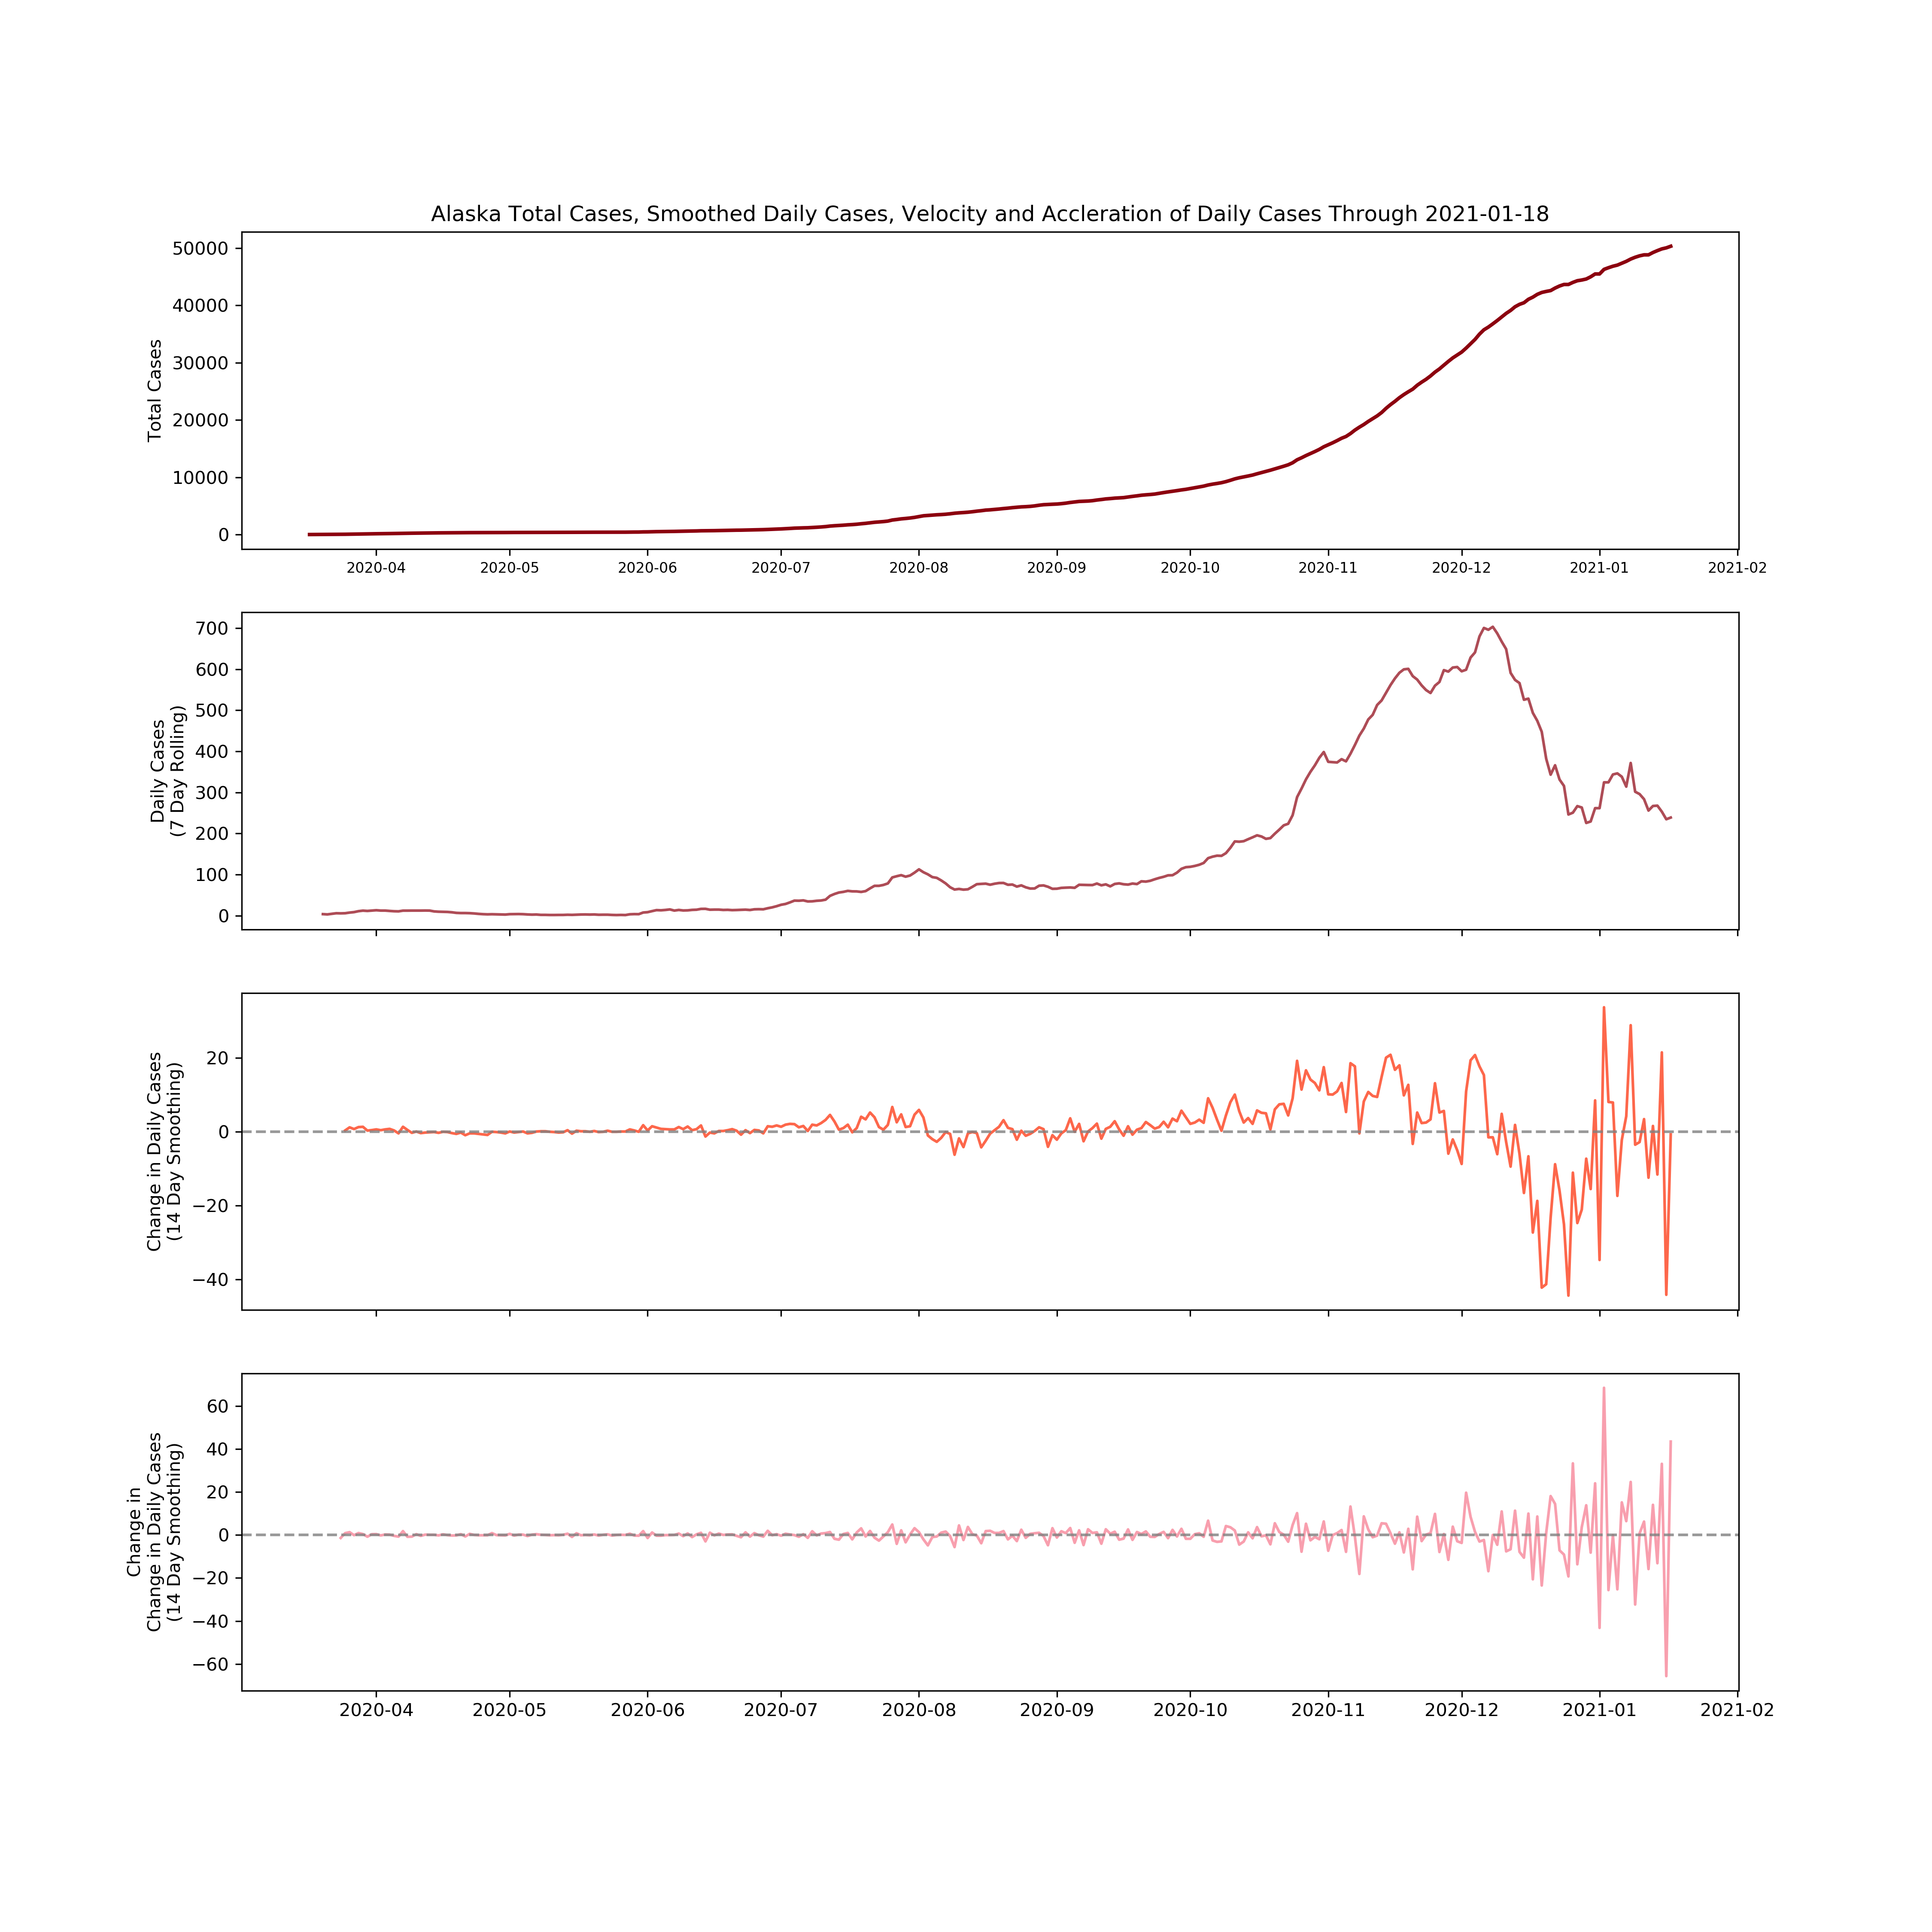 Alaska Total Cases, Smoothed Daily Cases, Velocity and Accleration of Daily Cases Through 2021-01-18
Total Cases
50000
40000
30000
20000
10000
0
2020-04 2020-05 2020-06 2020-07 2020-08 2020-09 2020-10 2020-11 2020-12 2021-01 2021-02
Daily Cases
(7 Day Rolling)
700
600
500
400
300
200
100
0
Change in Daily Cases
(14 Day Smoothing)
20
0
−20
−40
Change in
Change in Daily Cases
(14 Day Smoothing)
60
40
20
0
−20
−40
−60
2020-04 2020-05 2020-06 2020-07 2020-08 2020-09 2020-10 2020-11 2020-12 2021-01 2021-02